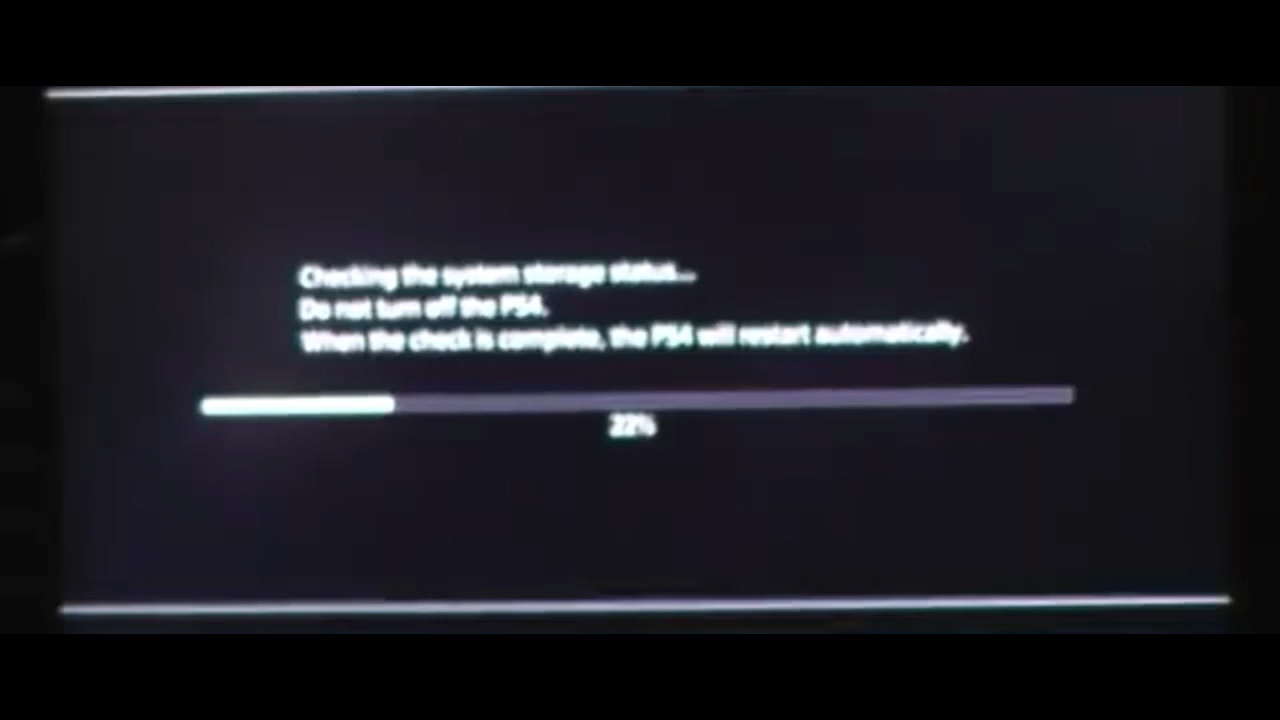 Checking the system storage status...
Do not turn off the PS4.
When the check is complete, the PS4 will restart automatically.
22%